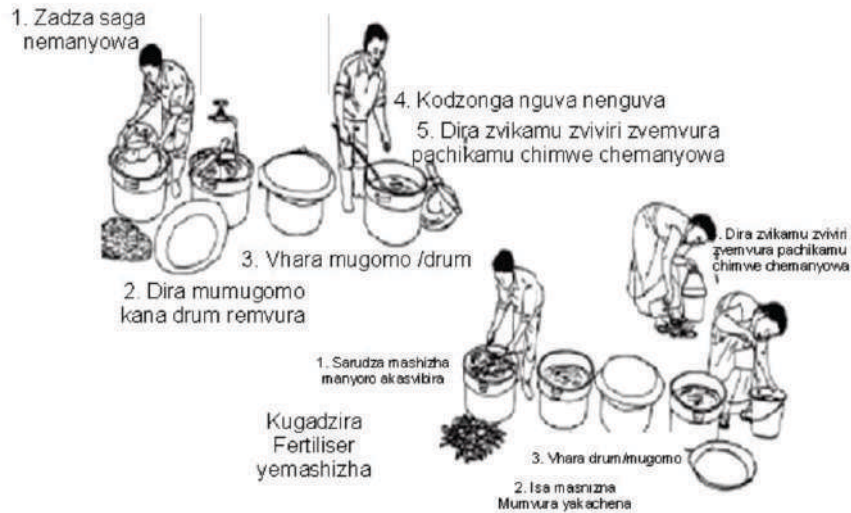 1. Zadza saga
nemanyowa
4. Kodzonga nguva nenguva
5. Dira zvikamu zviviri zvemvura
pachikamu chimwe chemanyowa
3. Vhara mugomo /drum
2. Dira mumugomo
kana drum remvura
. Dira zvikamu zviviri
zvemvura pachikamu
chimwe chemanyowa
1. Sarudza mashizha
manyoro akasvibira
Kugadzira
Fertiliser
yemashizha
3. Vhara drum/mugomo
2. Isa masnizna
Mumvura yakachena